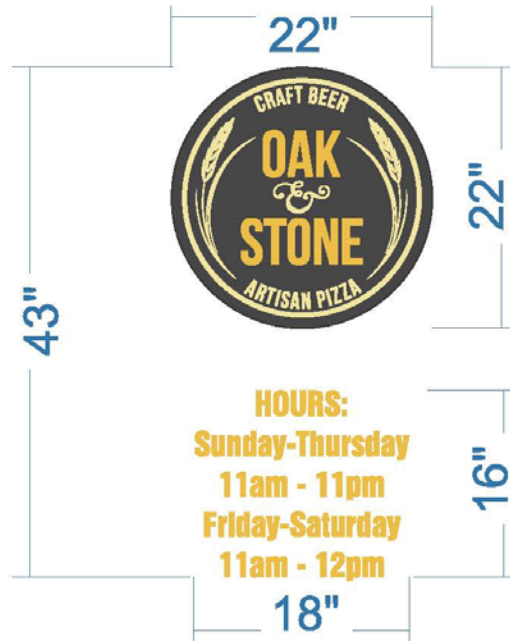 22"
CRAFT BEER
OAK
&
STONE
ARTISAN PIZZA
22"
43"
HOURS:
Sunday-Thursday
11am - 11pm
Friday-Saturday
11am - 12pm
16"
18"